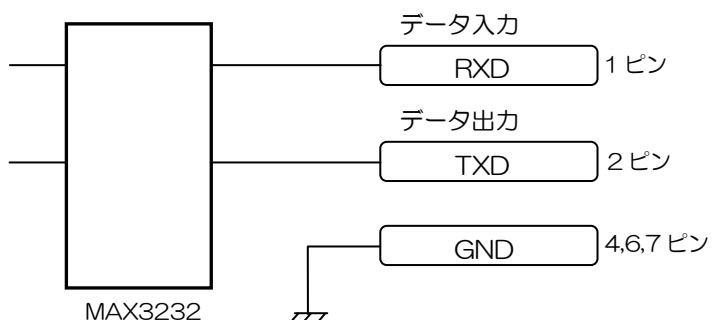 データ入力
RXD
1 ピン
データ出力
TXD
2 ピン
GND
4,6,7 ピン
MAX3232